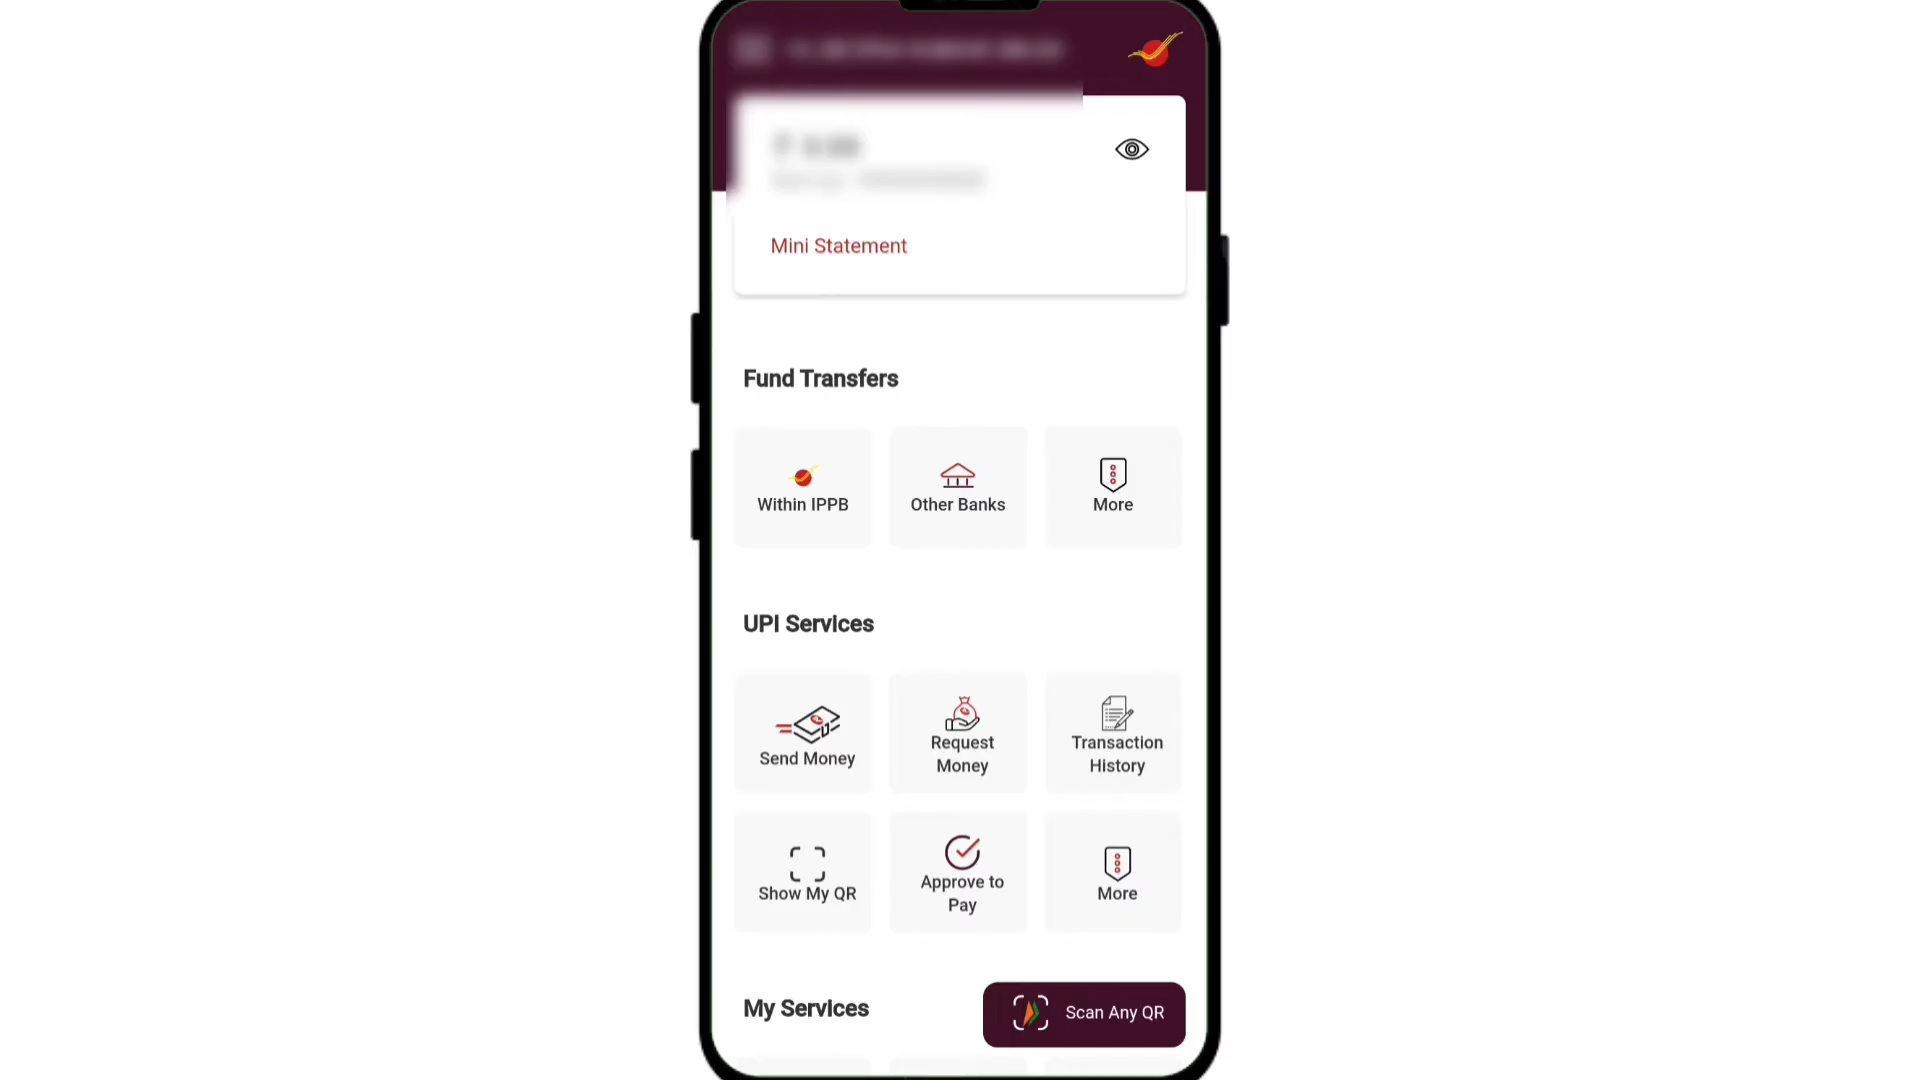 Mini Statement
Fund Transfers
Within IPPB
Other Banks
More
UPI Services
Send Money
Request
Money
Transaction
History
Show My QR
Approve to
Pay
More
My Services
Scan Any QR